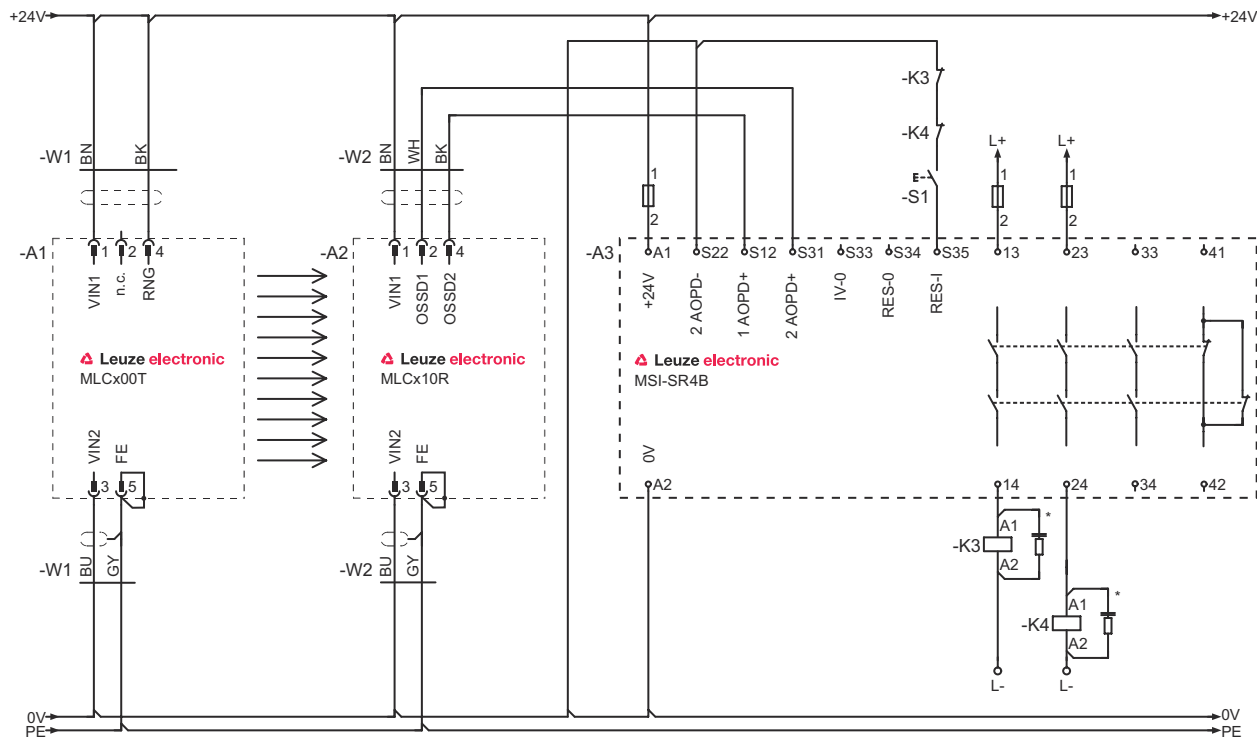 +24V
+24V
-K3
-K4
-S1
L+
L+
-W1
BN
BK
-W2
BN
WH
BK
1
2
1
2
1
2
-A1
1
2
4
VIN1
n.c.
RNG
-A2
1
2
4
VIN1
OSSD1
OSSD2
-A3
A1
S22
S12
S31
S33
S34
S35
13
23
33
41
+24V
2 AOPD-
1 AOPD+
2 AOPD+
IV-0
RES-0
RES-I
Leuze electronic
MLCx00T
Leuze electronic
MLCx10R
Leuze electronic
MSI-SR4B
VIN2
FE
VIN2
FE
0V
3
5
3
5
A2
14
24
34
42
-W1
BU
GY
-W2
BU
GY
-K3
A1
A2
*
-K4
A1
A2
*
L-
L-
0V
0V
PE
PE